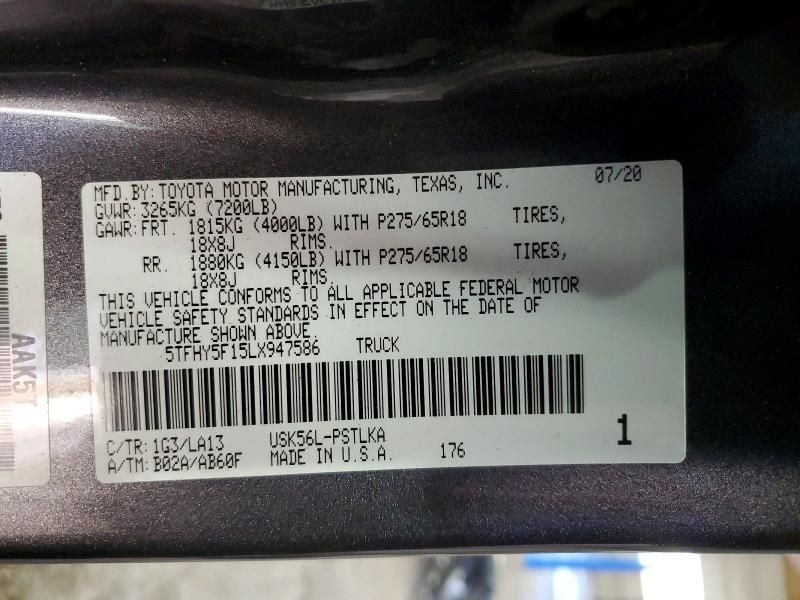 MFD.BY:TOYOTA MOTOR MANUFACTURING, TEXAS, INC. 07/20
GVWR:3265KG (7200LB)
GAWR:FRT. 1815KG (4000LB) WITH P275/65R18 TIRES,
18X8J RIMS.
RR. 1880KG (4150LB) WITH P275/65R18 TIRES,
18X8J RIMS.
THIS VEHICLE CONFORMS TO ALL APPLICABLE FEDERAL MOTOR
VEHICLE SAFETY STANDARDS IN EFFECT ON THE DATE OF
MANUFACTURE SHOWN ABOVE.
5TFHY5F15LX947586 TRUCK
C/TR:1G3/LA13 USK56L-PSTLKA
A/TM:B02A/AB60F MADE IN U.S.A. 176
1